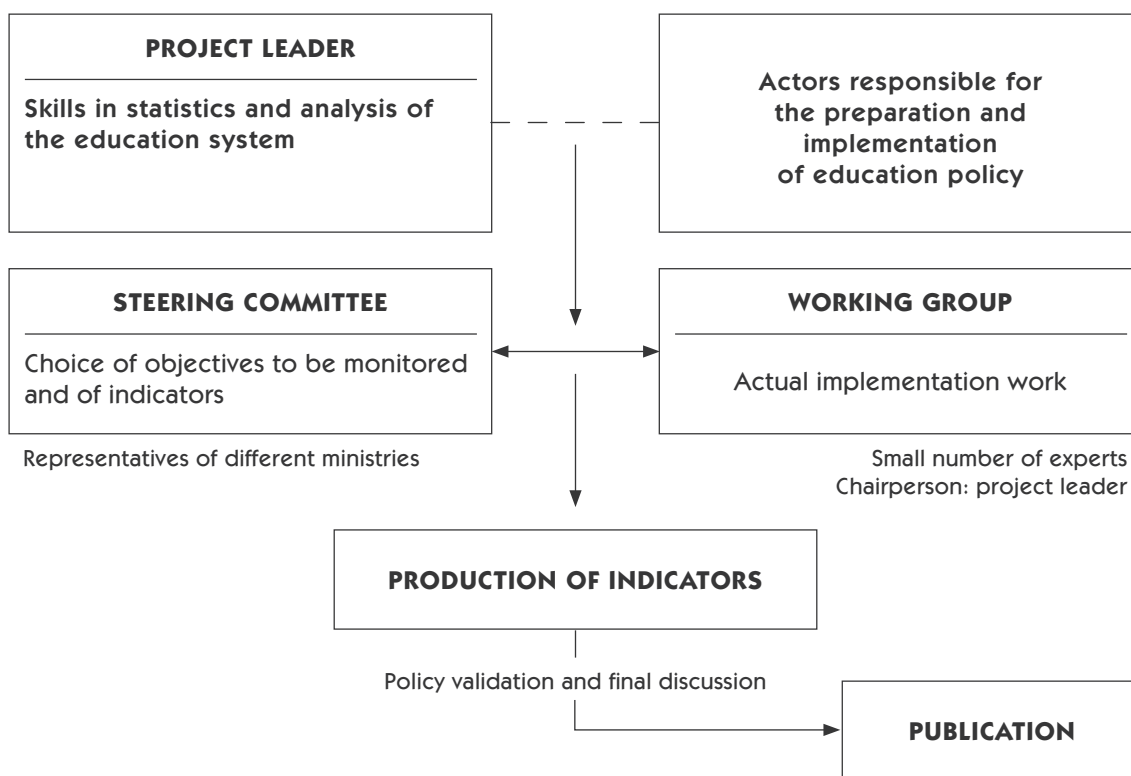 PROJECT LEADER
Skills in statistics and analysis of
the education system
Actors responsible for
the preparation and
implementation
of education policy
STEERING COMMITTEE
Choice of objectives to be monitored
and of indicators
Representatives of different ministries
WORKING GROUP
Actual implementation work
Small number of experts
Chairperson: project leader
PRODUCTION OF INDICATORS
Policy validation and final discussion
PUBLICATION